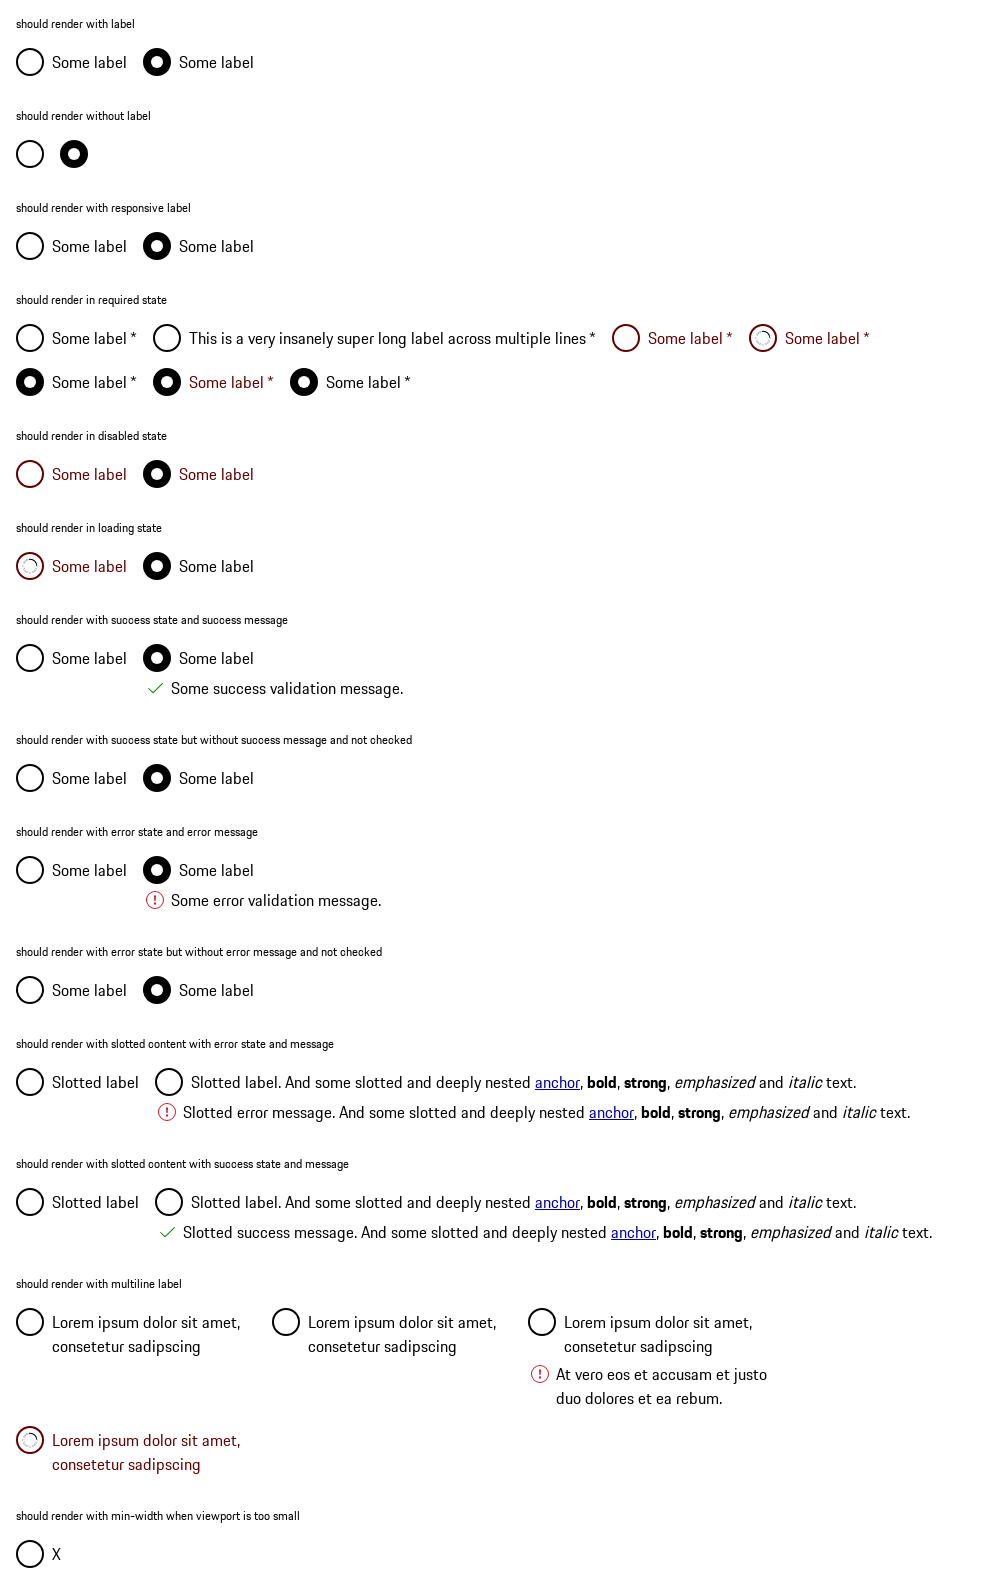 should render with label
Some label Some label
should render without label
should render with responsive label
Some label Some label
should render in required state
Some label * This is a very insanely super long label across multiple lines * Some label * Some label *
Some label * Some label * Some label *
should render in disabled state
Some label Some label
should render in loading state
Some label Some label
should render with success state and success message
Some label Some label
Some success validation message.
should render with success state but without success message and not checked
Some label Some label
should render with error state and error message
Some label Some label
Some error validation message.
should render with error state but without error message and not checked
Some label Some label
should render with slotted content with error state and message
Slotted label Slotted label. And some slotted and deeply nested anchor, bold, strong, emphasized and italic text.
Slotted error message. And some slotted and deeply nested anchor, bold, strong, emphasized and italic text.
should render with slotted content with success state and message
Slotted label Slotted label. And some slotted and deeply nested anchor, bold, strong, emphasized and italic text.
Slotted success message. And some slotted and deeply nested anchor, bold, strong, emphasized and italic text.
should render with multiline label
Lorem ipsum dolor sit amet,
consetetur sadipscing
Lorem ipsum dolor sit amet,
consetetur sadipscing
Lorem ipsum dolor sit amet,
consetetur sadipscing
At vero eos et accusam et justo
duo dolores et ea rebum.
Lorem ipsum dolor sit amet,
consetetur sadipscing
should render with min-width when viewport is too small
X